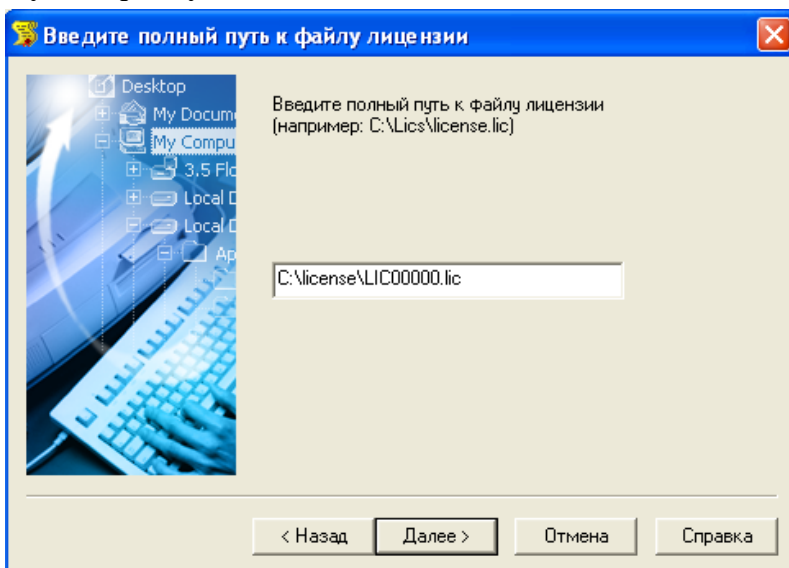 Введите полный путь к файлу лицензии
Desktop
My Docum
My Compu
3.5 Flo
Local D
Local D
Ap
Введите полный путь к файлу лицензии
(например: C:\Lics\license.lic)
C:\license\LIC00000.lic
< Назад
Далее >
Отмена
Справка